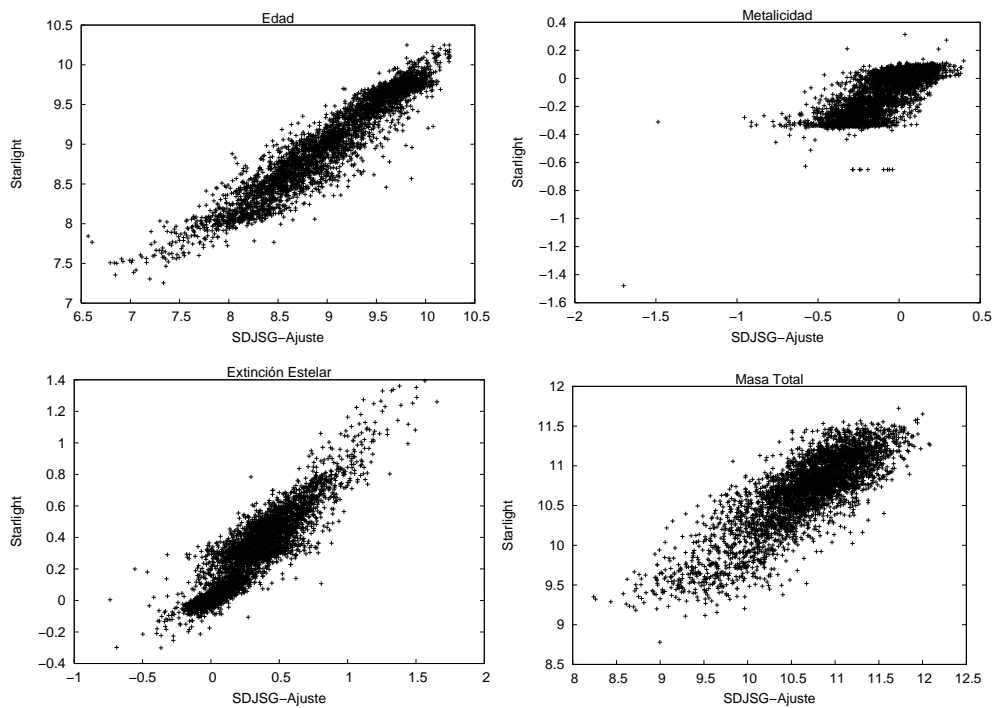 Edad
10.5
10
9.5
9
8.5
8
7.5
7
6.5 7 7.5 8 8.5 9 9.5 10 10.5
Starlight
SDJSG−Ajuste
Metalicidad
0.4
0.2
0
−0.2
−0.4
−0.6
−0.8
−1
−1.2
−1.4
−1.6
−2 −1.5 −1 −0.5 0 0.5
Starlight
SDJSG−Ajuste
Extinción Estelar
1.4
1.2
1
0.8
0.6
0.4
0.2
0
−0.2
−0.4
−1 −0.5 0 0.5 1 1.5 2
Starlight
SDJSG−Ajuste
Masa Total
12
11.5
11
10.5
10
9.5
9
8.5
8 8.5 9 9.5 10 10.5 11 11.5 12 12.5
Starlight
SDJSG−Ajuste